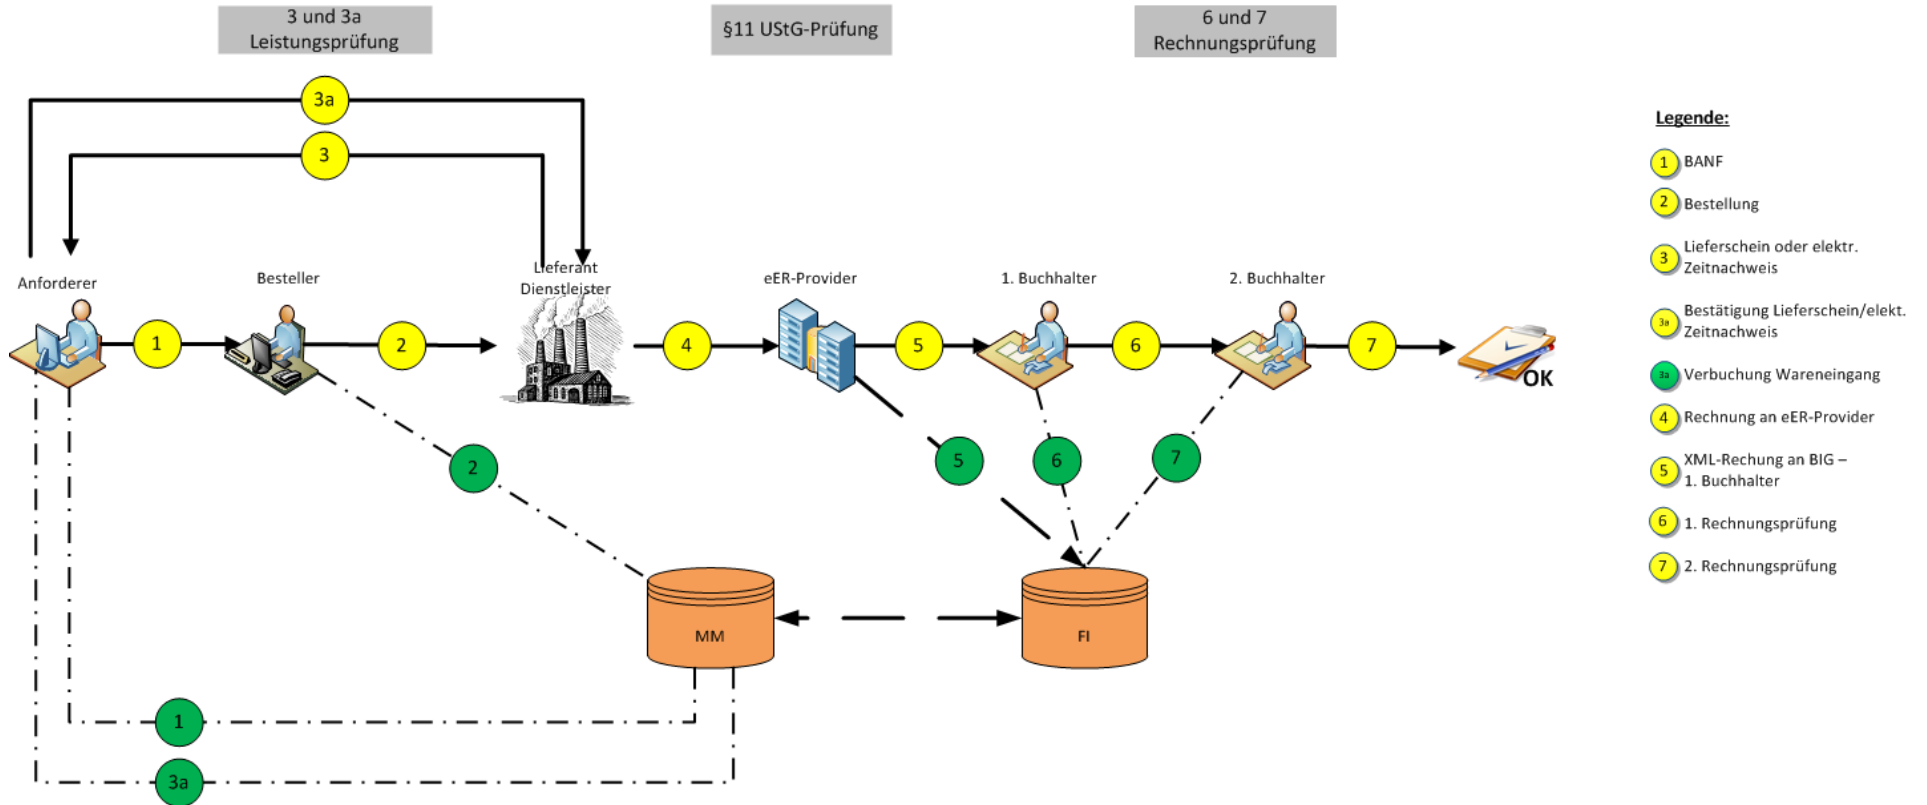 3 und 3a
Leistungsprüfung
§11 UStG-Prüfung
6 und 7
Rechnungsprüfung
3a
3
Anforderer
Besteller
Lieferant
Dienstleister
eER-Provider
1. Buchhalter
2. Buchhalter
1
2
4
5
6
7
OK
2
5
6
7
MM
FI
1
3a
Legende:
1 BANF
2 Bestellung
3 Lieferschein oder elektr.
Zeitnachweis
3a Bestätigung Lieferschein/elekt.
Zeitnachweis
3a Verbuchung Wareneingang
4 Rechnung an eER-Provider
5 XML-Rechung an BIG –
1. Buchhalter
6 1. Rechnungsprüfung
7 2. Rechnungsprüfung